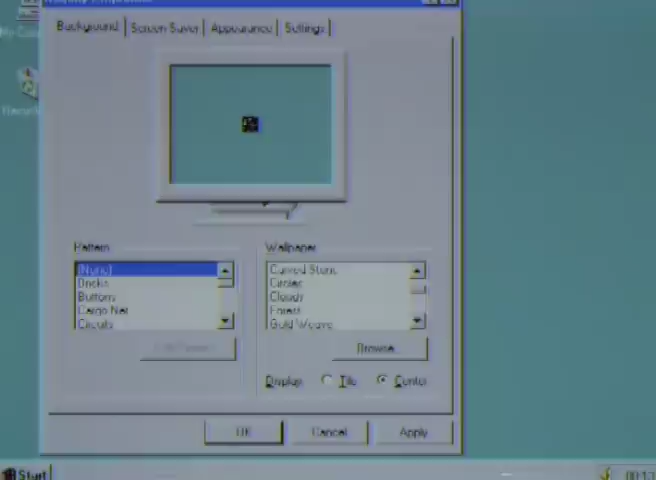 Background Screen Saver Appearance Settings
Pattern
(None)
Bricks
Buttons
Cargo Net
Circuits
Wallpaper
Carved Stone
Circles
Cloudy
Forest
Gold Weave
Browse...
Display: Tile Center
OK Cancel Apply
Start